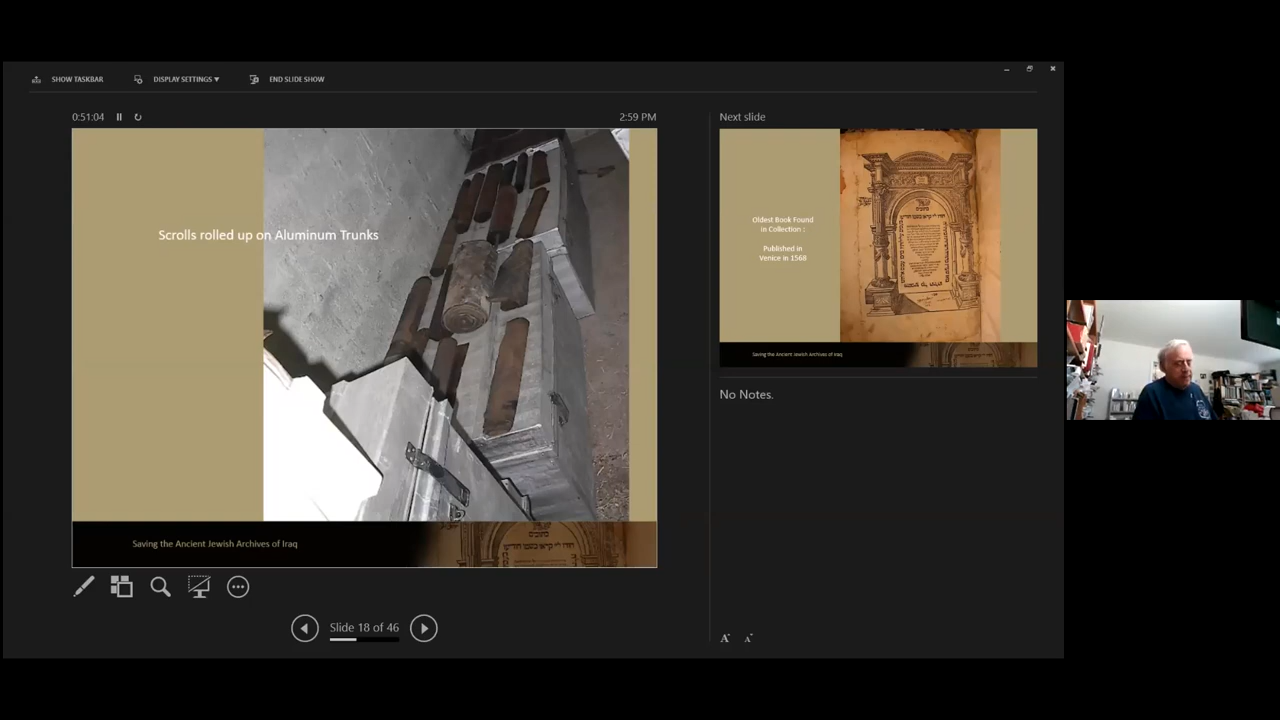 SHOW TASKBAR
DISPLAY SETTINGS ▾
END SLIDE SHOW
0:51:04
2:59 PM
Scrolls rolled up on Aluminum Trunks
Saving the Ancient Jewish Archives of Iraq
Slide 18 of 46
Next slide
Oldest Book Found
in Collection :
Published in
Venice in 1568
Saving the Ancient Jewish Archives of Iraq
No Notes.
A
A